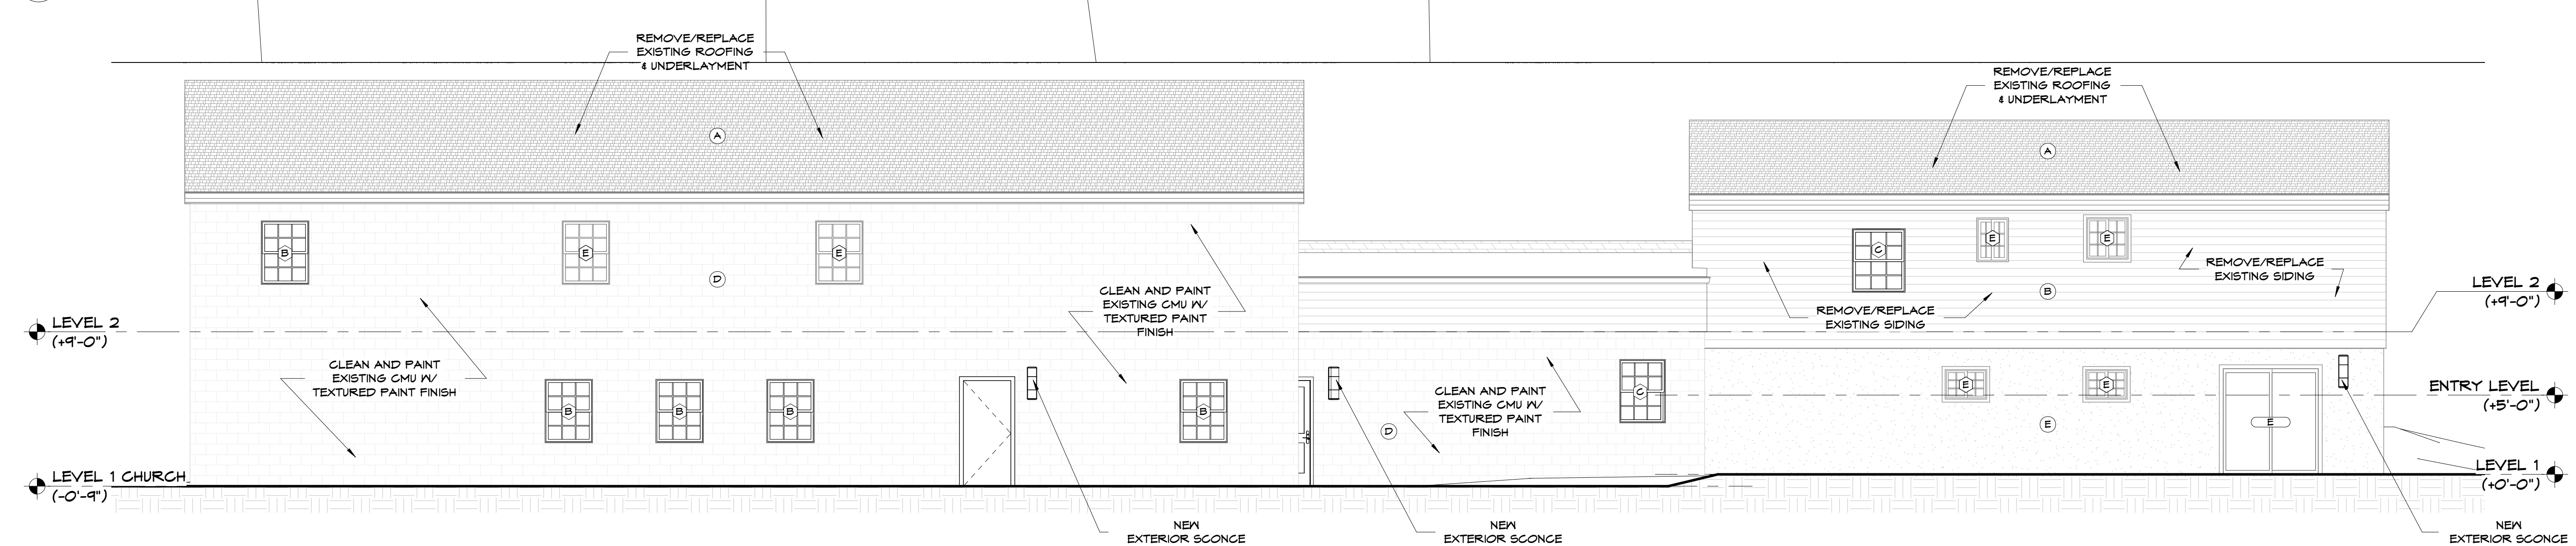 REMOVE/REPLACE
EXISTING ROOFING
& UNDERLAYMENT
REMOVE/REPLACE
EXISTING ROOFING
& UNDERLAYMENT
A
A
B
E
E
D
C
E
E
B
REMOVE/REPLACE
EXISTING SIDING
REMOVE/REPLACE
EXISTING SIDING
CLEAN AND PAINT
EXISTING CMU W/
TEXTURED PAINT
FINISH
LEVEL 2
(+9'-0")
LEVEL 2
(+9'-0")
CLEAN AND PAINT
EXISTING CMU W/
TEXTURED PAINT FINISH
B
B
B
B
CLEAN AND PAINT
EXISTING CMU W/
TEXTURED PAINT
FINISH
D
C
E
E
E
E
ENTRY LEVEL
(+5'-0")
LEVEL 1 CHURCH
(-0'-9")
LEVEL 1
(+0'-0")
NEW
EXTERIOR SCONCE
NEW
EXTERIOR SCONCE
NEW
EXTERIOR SCONCE